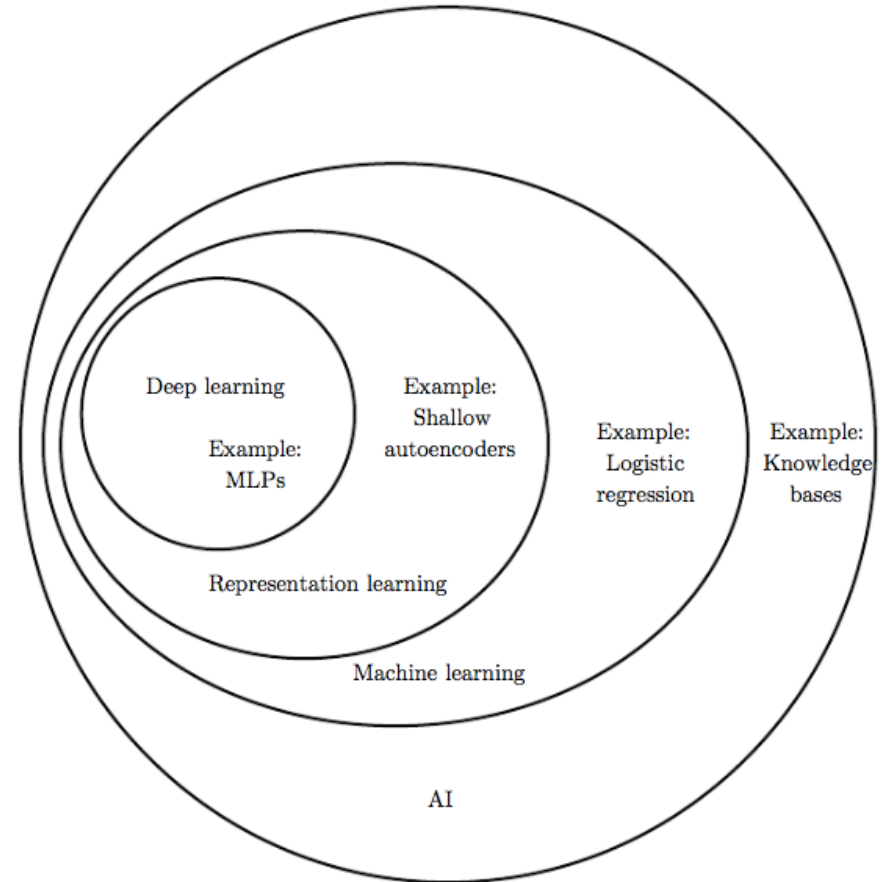 Deep learning
Example:
MLPs
Example:
Shallow
autoencoders
Example:
Logistic
regression
Example:
Knowledge
bases
Representation learning
Machine learning
AI